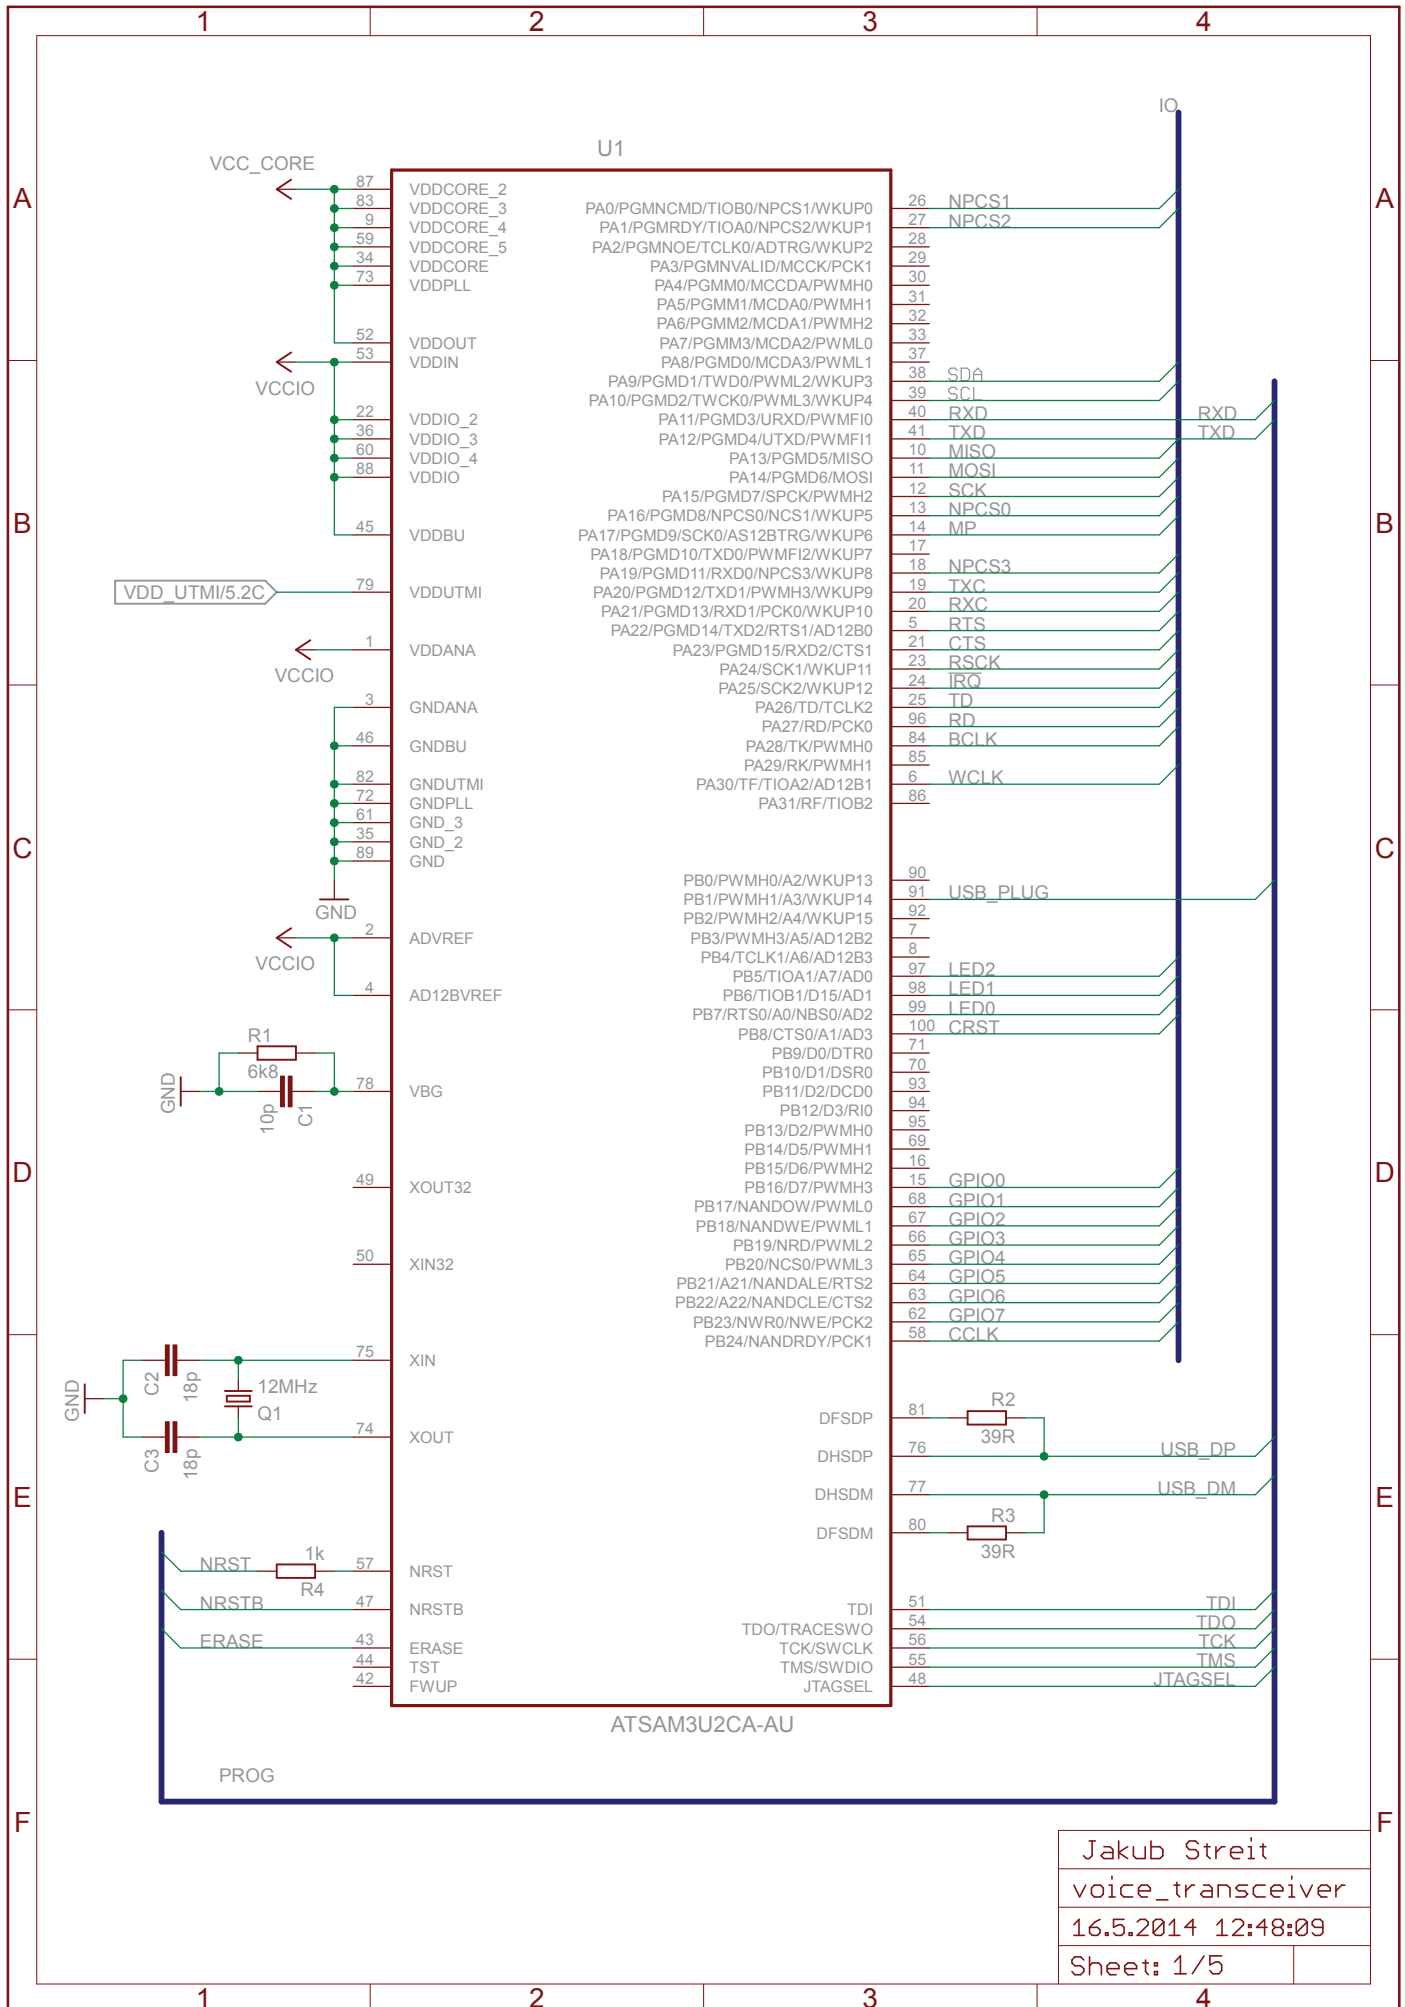 1 2 3 4
A A
B B
C C
D D
E E
F F
IO
U1
VCC_CORE
87 VDDCORE_2
83 VDDCORE_3
9 VDDCORE_4
59 VDDCORE_5
34 VDDCORE
73 VDDPLL
52 VDDOUT
53 VDDIN
VCCIO
22 VDDIO_2
36 VDDIO_3
60 VDDIO_4
88 VDDIO
45 VDDBU
VDD_UTMI/5.2C 79 VDDUTMI
1 VDDANA
VCCIO
3 GNDANA
46 GNDBU
82 GNDUTMI
72 GNDPLL
61 GND_3
35 GND_2
89 GND
GND
2 ADVREF
VCCIO
4 AD12BVREF
R1
6k8
GND 78 VBG
10p C1
49 XOUT32
50 XIN32
75 XIN
C2 18p
12MHz
GND
Q1
74 XOUT
C3 18p
NRST 1k 57 NRST
R4
NRSTB 47 NRSTB
ERASE 43 ERASE
44 TST
42 FWUP
PA0/PGMNCMD/TIOB0/NPCS1/WKUP0 26 NPCS1
PA1/PGMRDY/TIOA0/NPCS2/WKUP1 27 NPCS2
PA2/PGMNOE/TCLK0/ADTRG/WKUP2 28
PA3/PGMNVALID/MCCK/PCK1 29
PA4/PGMM0/MCCDA/PWMH0 30
PA5/PGMM1/MCDA0/PWMH1 31
PA6/PGMM2/MCDA1/PWMH2 32
PA7/PGMM3/MCDA2/PWML0 33
PA8/PGMD0/MCDA3/PWML1 37
PA9/PGMD1/TWD0/PWML2/WKUP3 38 SDA
PA10/PGMD2/TWCK0/PWML3/WKUP4 39 SCL
PA11/PGMD3/URXD/PWMFI0 40 RXD RXD
PA12/PGMD4/UTXD/PWMFI1 41 TXD TXD
PA13/PGMD5/MISO 10 MISO
PA14/PGMD6/MOSI 11 MOSI
PA15/PGMD7/SPCK/PWMH2 12 SCK
PA16/PGMD8/NPCS0/NCS1/WKUP5 13 NPCS0
PA17/PGMD9/SCK0/AS12BTRG/WKUP6 14 MP
PA18/PGMD10/TXD0/PWMFI2/WKUP7 17
PA19/PGMD11/RXD0/NPCS3/WKUP8 18 NPCS3
PA20/PGMD12/TXD1/PWMH3/WKUP9 19 TXC
PA21/PGMD13/RXD1/PCK0/WKUP10 20 RXC
PA22/PGMD14/TXD2/RTS1/AD12B0 5 RTS
PA23/PGMD15/RXD2/CTS1 21 CTS
PA24/SCK1/WKUP11 23 RSCK
PA25/SCK2/WKUP12 24 IRQ
PA26/TD/TCLK2 25 TD
PA27/RD/PCK0 96 RD
PA28/TK/PWMH0 84 BCLK
PA29/RK/PWMH1 85
PA30/TF/TIOA2/AD12B1 6 WCLK
PA31/RF/TIOB2 86
PB0/PWMH0/A2/WKUP13 90
PB1/PWMH1/A3/WKUP14 91 USB_PLUG
PB2/PWMH2/A4/WKUP15 92
PB3/PWMH3/A5/AD12B2 7
PB4/TCLK1/A6/AD12B3 8
PB5/TIOA1/A7/AD0 97 LED2
PB6/TIOB1/D15/AD1 98 LED1
PB7/RTS0/A0/NBS0/AD2 99 LED0
PB8/CTS0/A1/AD3 100 CRST
PB9/D0/DTR0 71
PB10/D1/DSR0 70
PB11/D2/DCD0 93
PB12/D3/RI0 94
PB13/D2/PWMH0 95
PB14/D5/PWMH1 69
PB15/D6/PWMH2 16
PB16/D7/PWMH3 15 GPIO0
PB17/NANDOW/PWML0 68 GPIO1
PB18/NANDWE/PWML1 67 GPIO2
PB19/NRD/PWML2 66 GPIO3
PB20/NCS0/PWML3 65 GPIO4
PB21/A21/NANDALE/RTS2 64 GPIO5
PB22/A22/NANDCLE/CTS2 63 GPIO6
PB23/NWR0/NWE/PCK2 62 GPIO7
PB24/NANDRDY/PCK1 58 CCLK
DFSDP 81 R2
39R
DHSDP 76 USB_DP
DHSDM 77 USB_DM
DFSDM 80 R3
39R
TDI 51 TDI
TDO/TRACESWO 54 TDO
TCK/SWCLK 56 TCK
TMS/SWDIO 55 TMS
JTAGSEL 48 JTAGSEL
ATSAM3U2CA-AU
PROG
Jakub Streit
voice_transceiver
16.5.2014 12:48:09
Sheet: 1/5
1 2 3 4